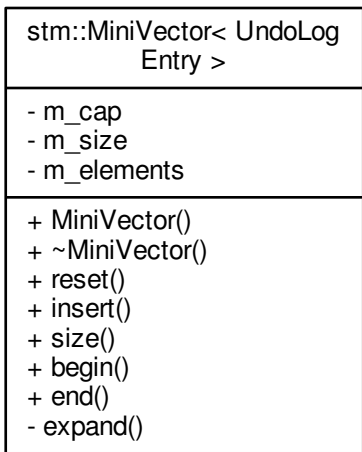 stm::MiniVector< UndoLog
Entry >
- m_cap
- m_size
- m_elements
+ MiniVector()
+ ~MiniVector()
+ reset()
+ insert()
+ size()
+ begin()
+ end()
- expand()